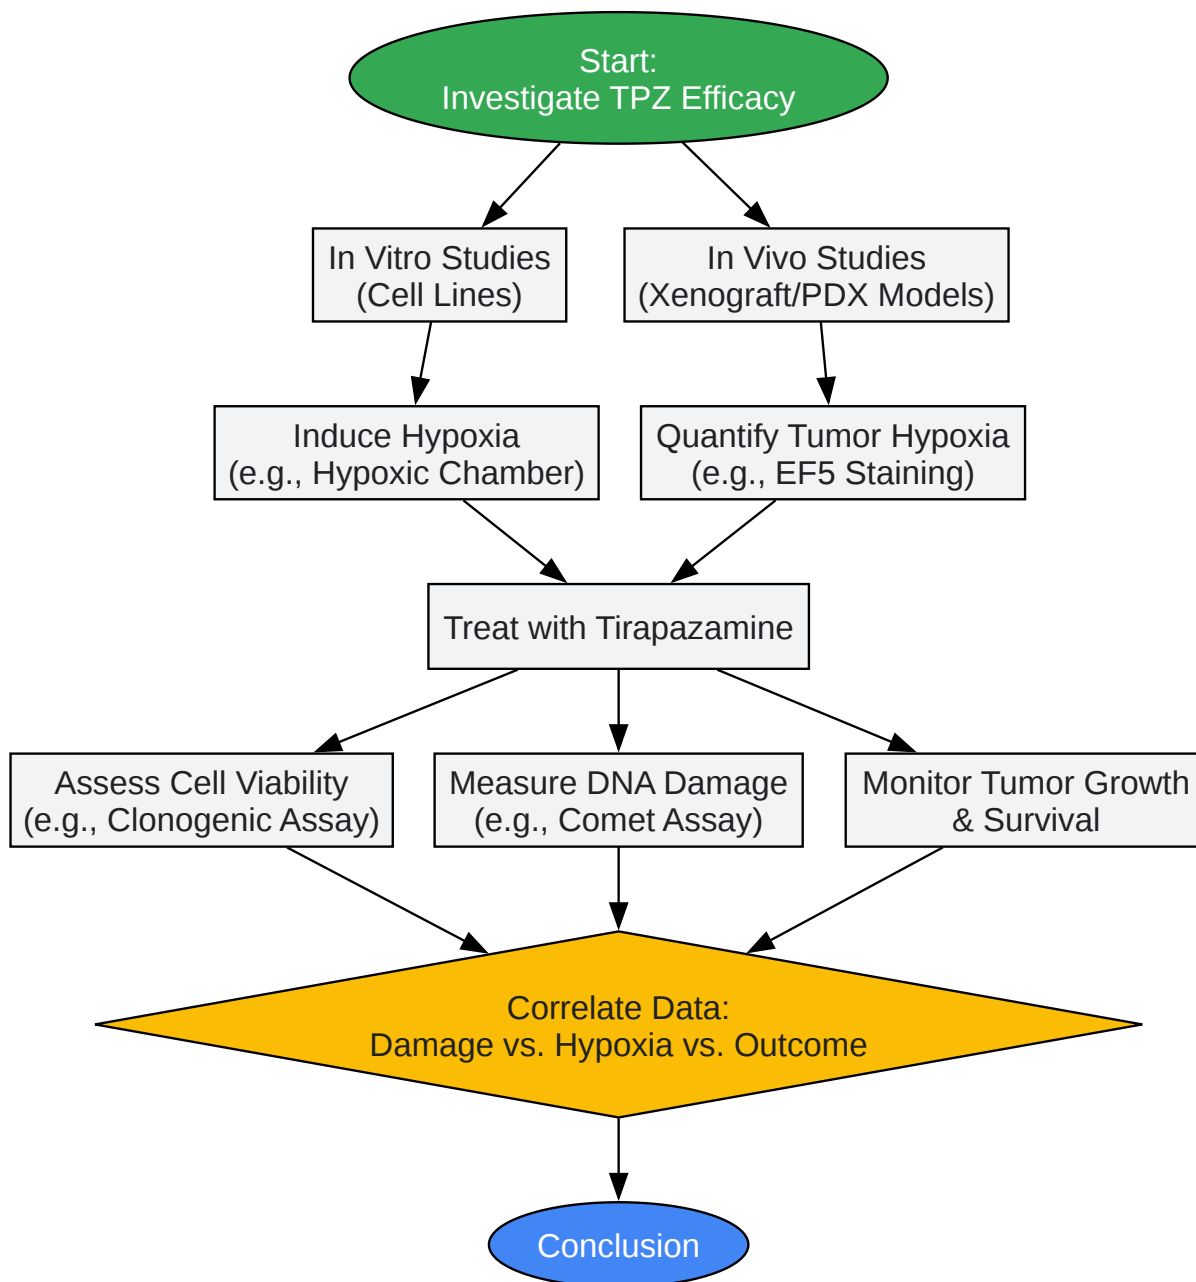 Start:
Investigate TPZ Efficacy
In Vitro Studies
(Cell Lines)
In Vivo Studies
(Xenograft/PDX Models)
Induce Hypoxia
(e.g., Hypoxic Chamber)
Quantify Tumor Hypoxia
(e.g., EF5 Staining)
Treat with Tirapazamine
Assess Cell Viability
(e.g., Clonogenic Assay)
Measure DNA Damage
(e.g., Comet Assay)
Monitor Tumor Growth
& Survival
Correlate Data:
Damage vs. Hypoxia vs. Outcome
Conclusion